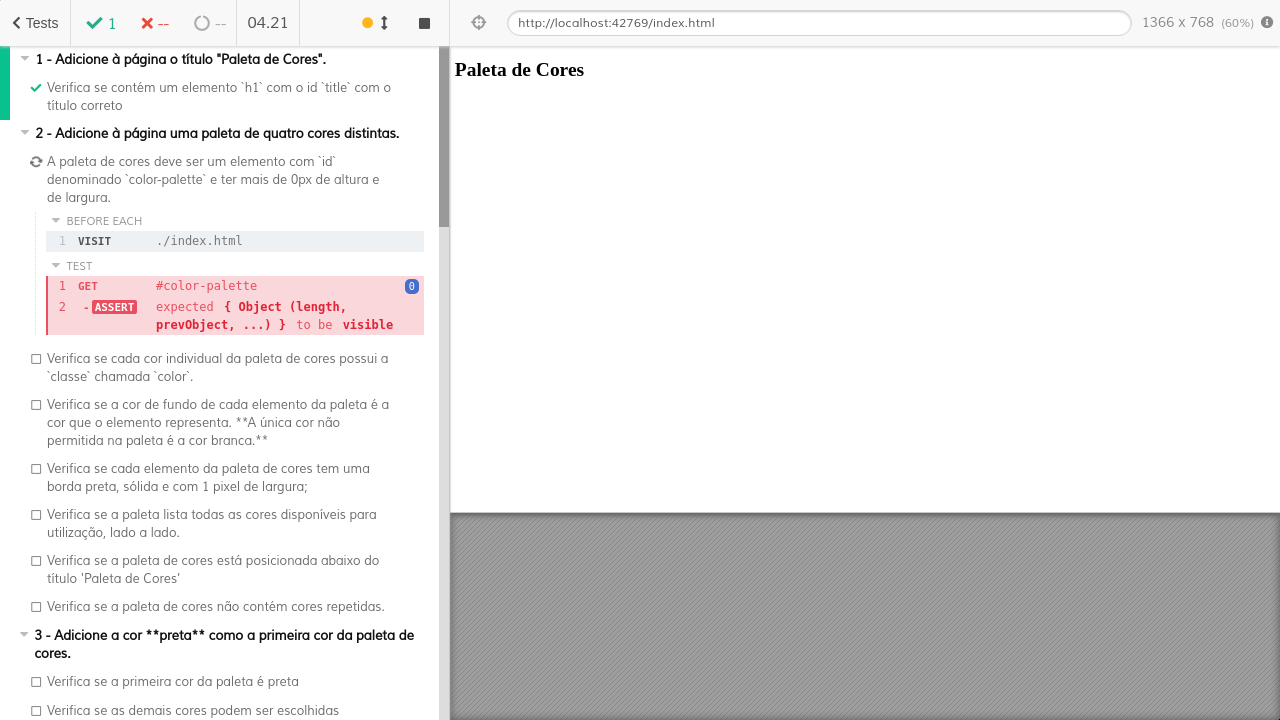 Tests 1 -- -- 04.21
http://localhost:42769/index.html 1366 x 768 (60%)
1 - Adicione à página o título "Paleta de Cores".
Verifica se contém um elemento `h1` com o id `title` com o
título correto
2 - Adicione à página uma paleta de quatro cores distintas.
A paleta de cores deve ser um elemento com `id`
denominado `color-palette` e ter mais de 0px de altura e
de largura.
BEFORE EACH
1 VISIT ./index.html
TEST
1 GET #color-palette 0
2 -ASSERT expected { Object (length,
prevObject, ...) } to be visible
Verifica se cada cor individual da paleta de cores possui a
`classe` chamada `color`.
Verifica se a cor de fundo de cada elemento da paleta é a
cor que o elemento representa. **A única cor não
permitida na paleta é a cor branca.**
Verifica se cada elemento da paleta de cores tem uma
borda preta, sólida e com 1 pixel de largura;
Verifica se a paleta lista todas as cores disponíveis para
utilização, lado a lado.
Verifica se a paleta de cores está posicionada abaixo do
título 'Paleta de Cores'
Verifica se a paleta de cores não contém cores repetidas.
3 - Adicione a cor **preta** como a primeira cor da paleta de
cores.
Verifica se a primeira cor da paleta é preta
Verifica se as demais cores podem ser escolhidas
Paleta de Cores